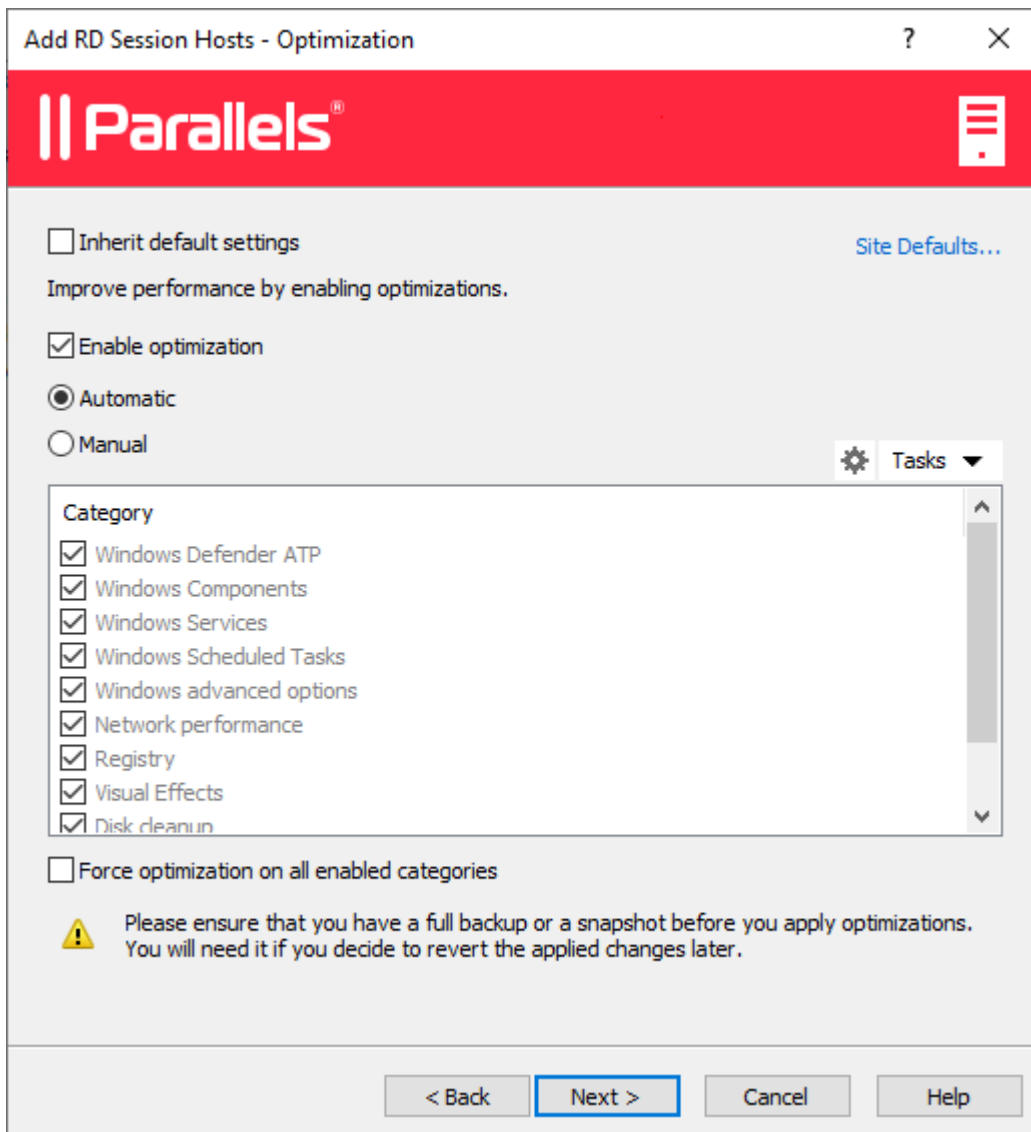 Add RD Session Hosts - Optimization
? ×
|| Parallels®
Inherit default settings
Site Defaults...
Improve performance by enabling optimizations.
Enable optimization
Automatic
Manual
Tasks
Category
Windows Defender ATP
Windows Components
Windows Services
Windows Scheduled Tasks
Windows advanced options
Network performance
Registry
Visual Effects
Disk cleanup
Force optimization on all enabled categories
Please ensure that you have a full backup or a snapshot before you apply optimizations.
You will need it if you decide to revert the applied changes later.
< Back Next > Cancel Help